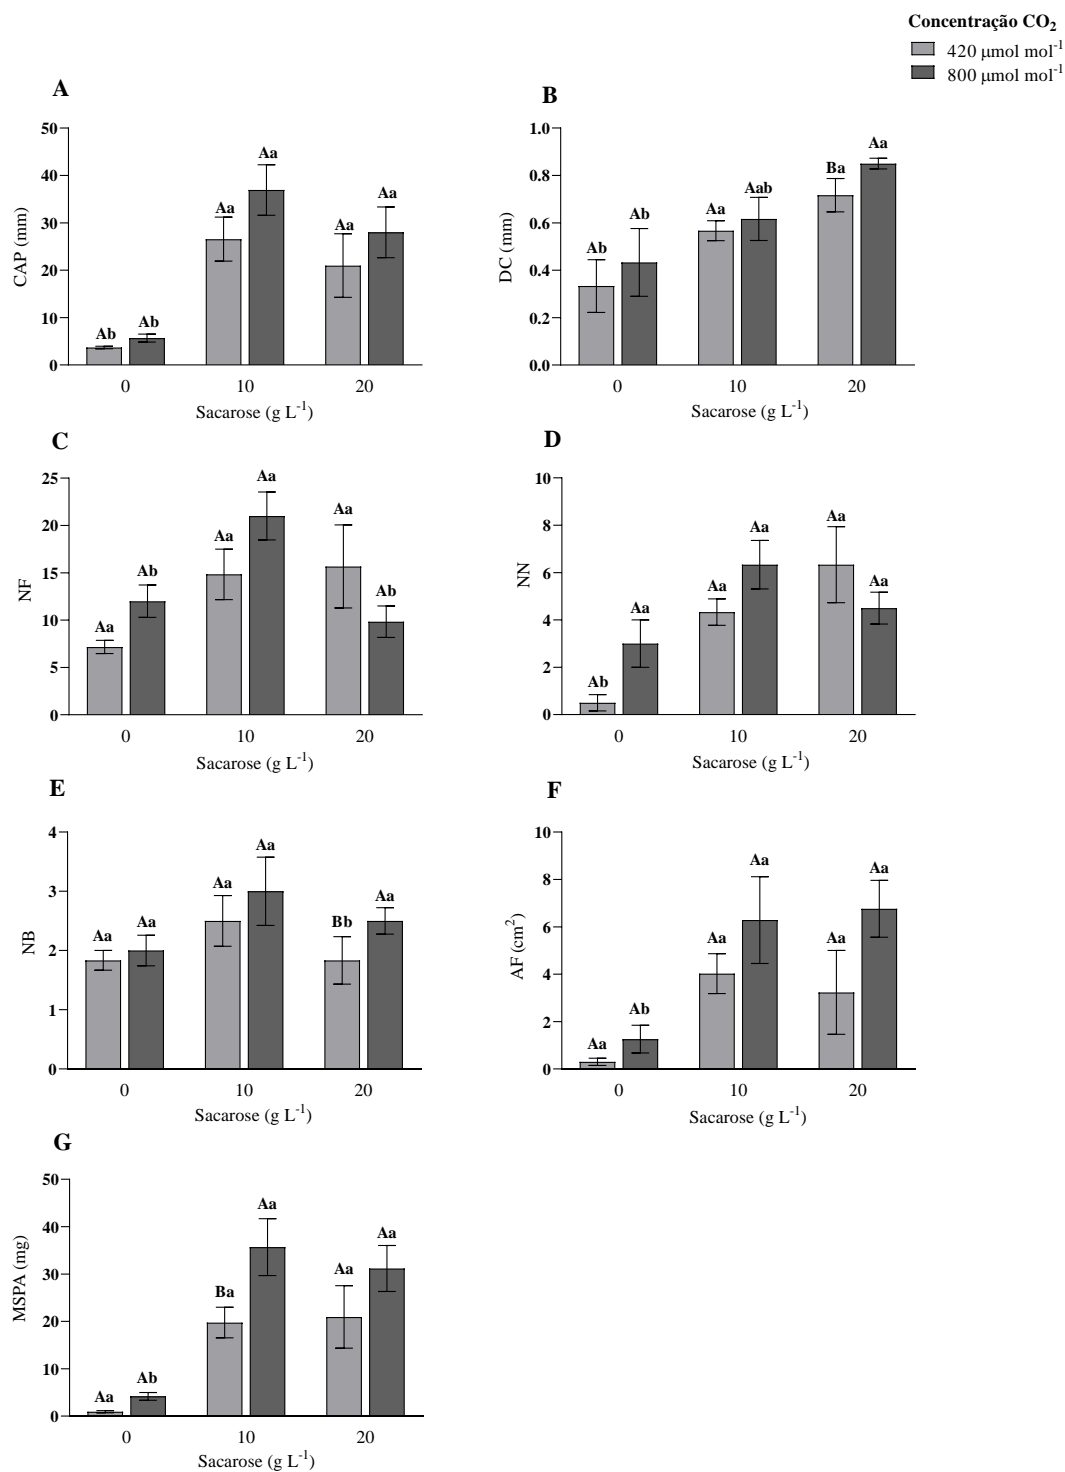 Concentração CO2
420 µmol mol-1
800 µmol mol-1
A
50
40
30
20
10
0
CAP (mm)
Ab
Ab
Aa
Aa
Aa
Aa
0 10 20
Sacarose (g L-1)
B
1.0
0.8
0.6
0.4
0.2
0.0
DC (mm)
Ab
Ab
Aa
Aab
Ba
Aa
0 10 20
Sacarose (g L-1)
C
25
20
15
10
5
0
NF
Aa
Ab
Aa
Aa
Aa
Ab
0 10 20
Sacarose (g L-1)
D
10
8
6
4
2
0
NN
Ab
Aa
Aa
Aa
Aa
Aa
0 10 20
Sacarose (g L-1)
E
4
3
2
1
0
NB
Aa
Aa
Aa
Aa
Bb
Aa
0 10 20
Sacarose (g L-1)
F
10
8
6
4
2
0
AF (cm2)
Aa
Ab
Aa
Aa
Aa
Aa
0 10 20
Sacarose (g L-1)
G
50
40
30
20
10
0
MSPA (mg)
Aa
Ab
Ba
Aa
Aa
Aa
0 10 20
Sacarose (g L-1)